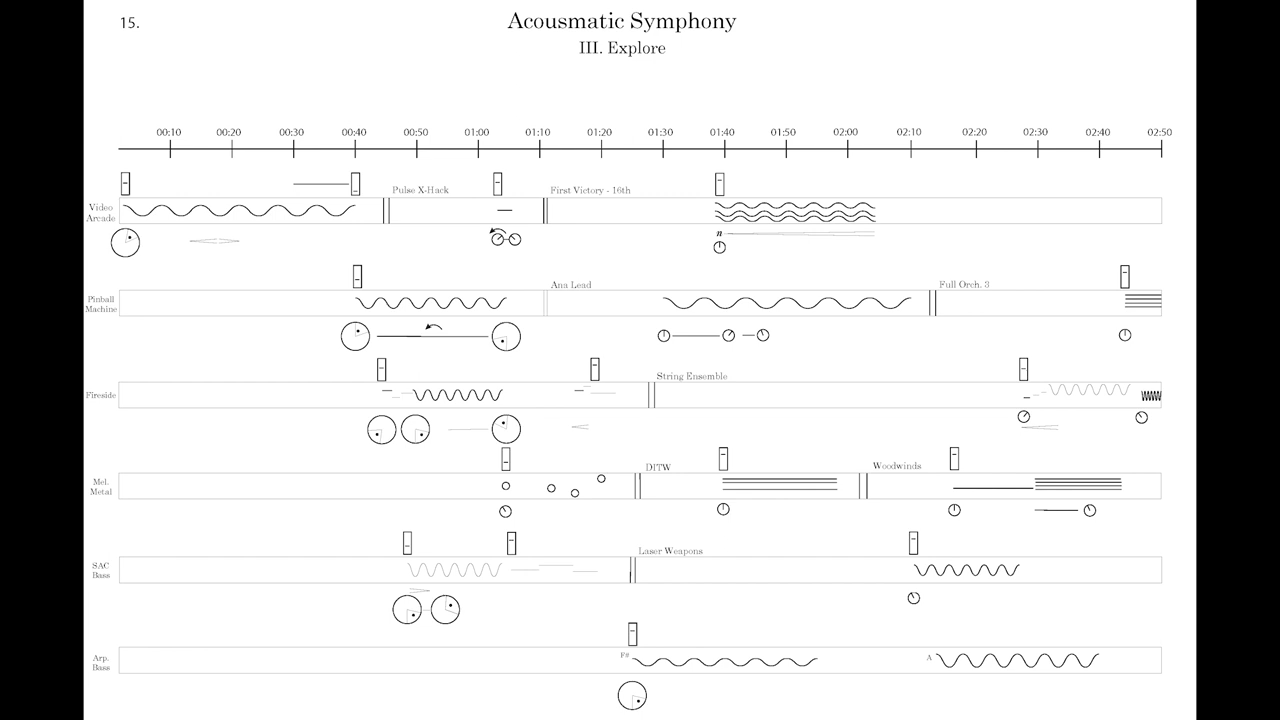 15.
Acousmatic Symphony
III. Explore
00:10 00:20 00:30 00:40 00:50 01:00 01:10 01:20 01:30 01:40 01:50 02:00 02:10 02:20 02:30 02:40 02:50
Pulse X-Hack First Victory - 16th
Video
Arcade
n
Ana Lead Full Orch. 3
Pinball
Machine
String Ensemble
Fireside
DITW Woodwinds
Mel.
Metal
Laser Weapons
SAC
Bass
F# A
Arp.
Bass